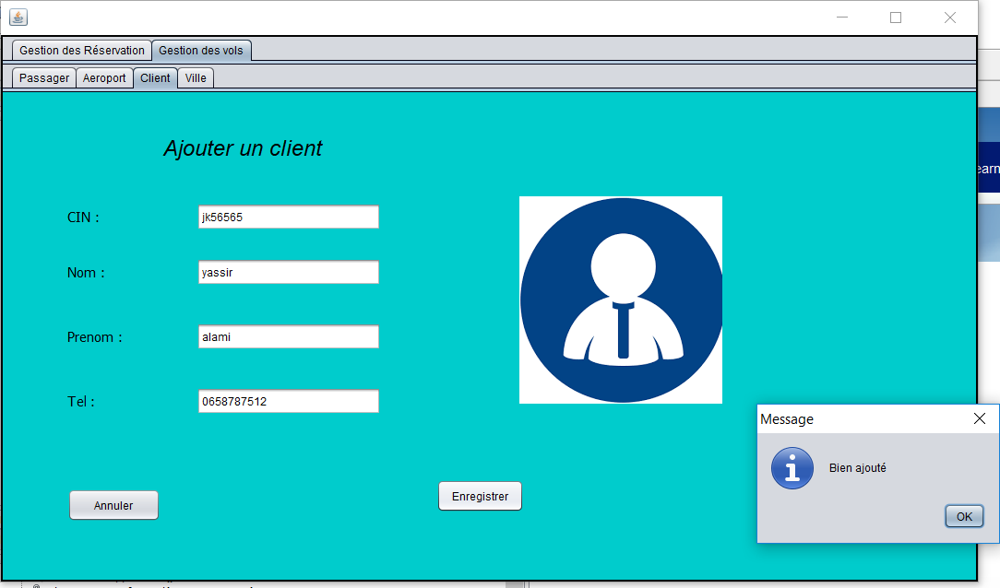 Gestion des Réservation Gestion des vols
Passager Aeroport Client Ville
Ajouter un client
CIN : jk56565
Nom : yassir
Prenom : alami
Tel : 0658787512
Annuler Enregistrer
earn
Message
Bien ajouté
OK